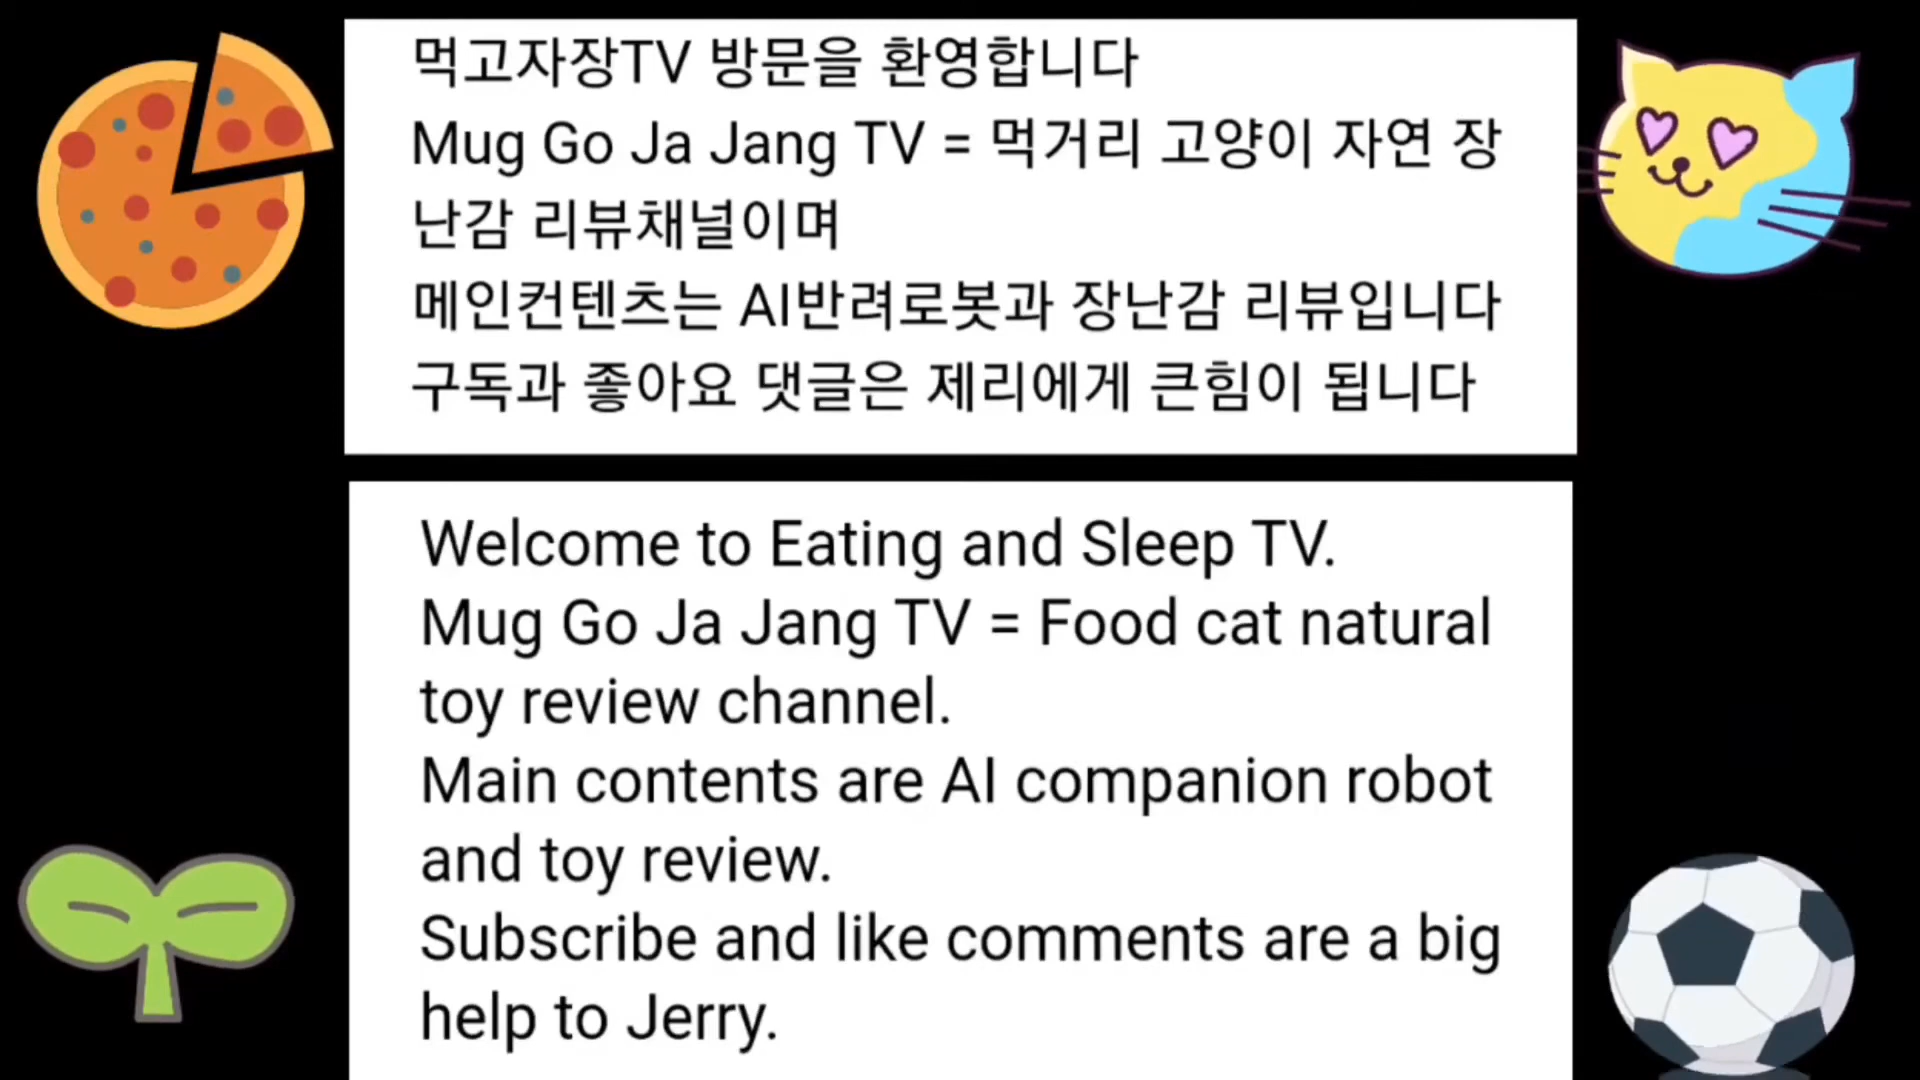 먹고자장TV 방문을 환영합니다
Mug Go Ja Jang TV = 먹거리 고양이 자연 장
난감 리뷰채널이며
메인컨텐츠는 AI반려로봇과 장난감 리뷰입니다
구독과 좋아요 댓글은 제리에게 큰힘이 됩니다
Welcome to Eating and Sleep TV.
Mug Go Ja Jang TV = Food cat natural
toy review channel.
Main contents are AI companion robot
and toy review.
Subscribe and like comments are a big
help to Jerry.